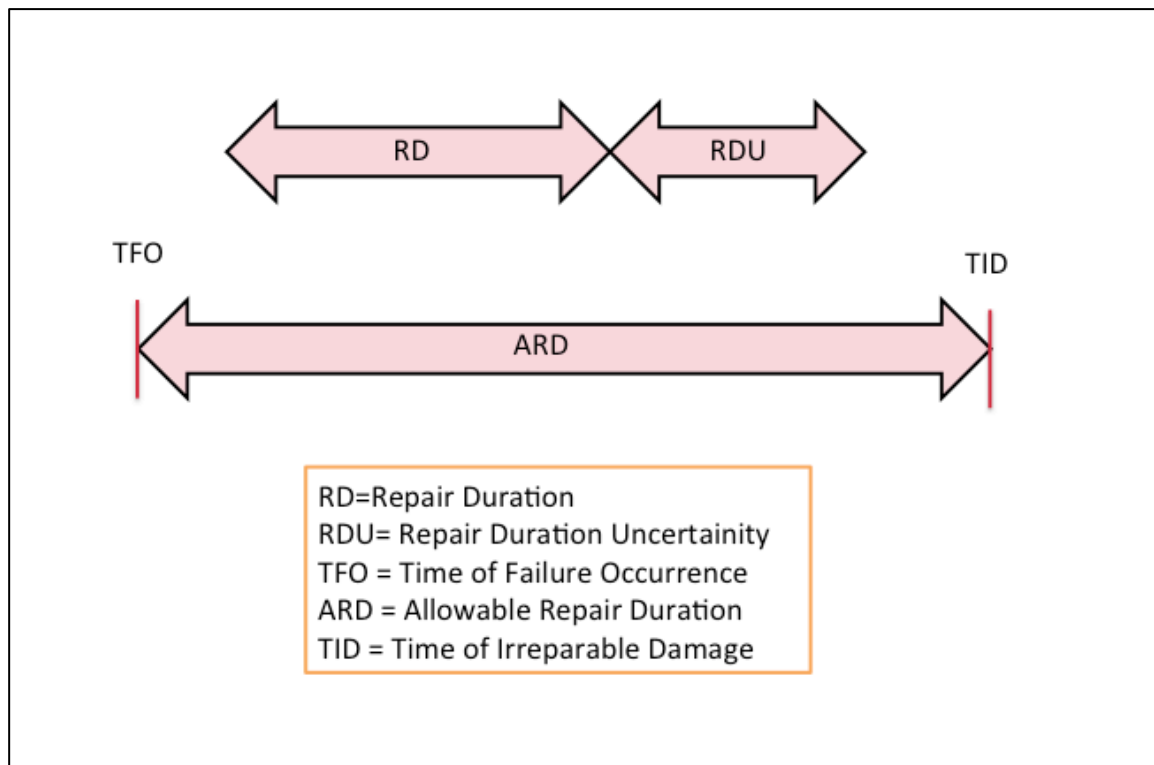 RD
RDU
TFO
TID
ARD
RD=Repair Duration
RDU= Repair Duration Uncertainity
TFO = Time of Failure Occurrence
ARD = Allowable Repair Duration
TID = Time of Irreparable Damage